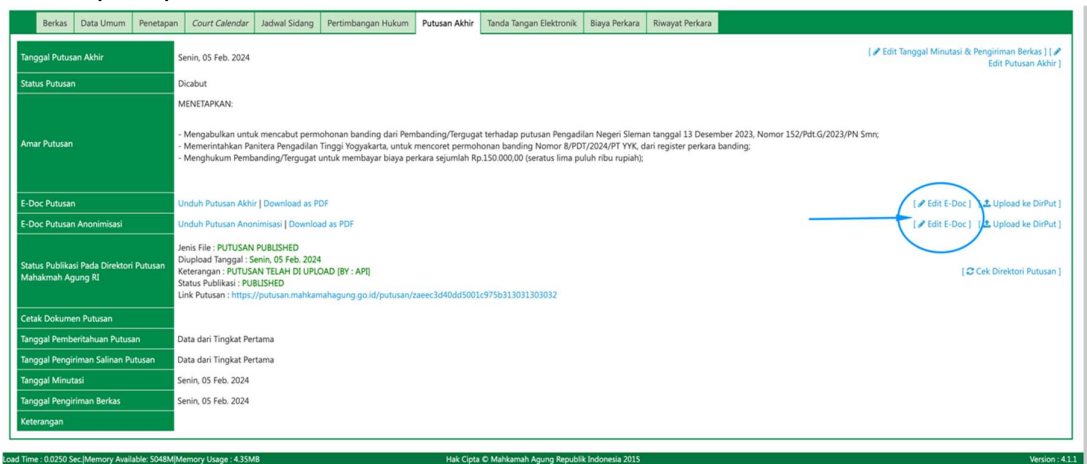 Berkas Data Umum Penetapan Court Calendar Jadwal Sidang Pertimbangan Hukum Putusan Akhir Tanda Tangan Elektronik Biaya Perkara Riwayat Perkara
Tanggal Putusan Akhir Senin, 05 Feb. 2024 [ Edit Tanggal Minutasi & Pengiriman Berkas ] [
Edit Putusan Akhir ]
Status Putusan Dicabut
MENETAPKAN:
Amar Putusan
- Mengabulkan untuk mencabut permohonan banding dari Pembanding/Tergugat terhadap putusan Pengadilan Negeri Sleman tanggal 13 Desember 2023, Nomor 152/Pdt.G/2023/PN Smn;
- Memerintahkan Panitera Pengadilan Tinggi Yogyakarta, untuk mencoret permohonan banding Nomor 8/PDT/2024/PT YYK, dari register perkara banding;
- Menghukum Pembanding/Tergugat untuk membayar biaya perkara sejumlah Rp.150.000,00 (seratus lima puluh ribu rupiah);
E-Doc Putusan Unduh Putusan Akhir | Download as PDF [ Edit E-Doc ] [ Upload ke DirPut ]
E-Doc Putusan Anonimisasi Unduh Putusan Anonimisasi | Download as PDF [ Edit E-Doc ] [ Upload ke DirPut ]
Status Publikasi Pada Direktori Putusan
Mahakmah Agung RI
Jenis File : PUTUSAN PUBLISHED
Diupload Tanggal : Senin, 05 Feb. 2024
Keterangan : PUTUSAN TELAH DI UPLOAD [BY : API]
Status Publikasi : PUBLISHED
Link Putusan : https://putusan.mahkamahagung.go.id/putusan/zaeec3d40dd5001c975b313031303032
[ Cek Direktori Putusan ]
Cetak Dokumen Putusan
Tanggal Pemberitahuan Putusan Data dari Tingkat Pertama
Tanggal Pengiriman Salinan Putusan Data dari Tingkat Pertama
Tanggal Minutasi Senin, 05 Feb. 2024
Tanggal Pengiriman Berkas Senin, 05 Feb. 2024
Keterangan
Load Time : 0.0250 Sec.|Memory Available: 5048M|Memory Usage : 4.35MB Hak Cipta © Mahkamah Agung Republik Indonesia 2015 Version : 4.1.1